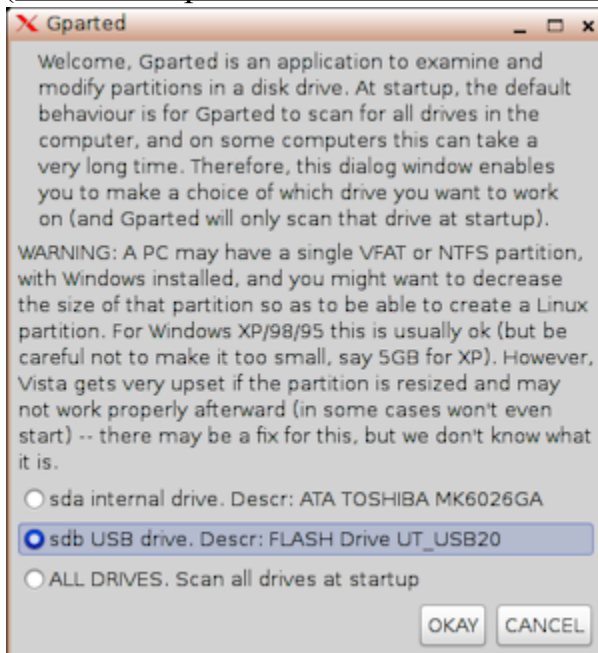 Gparted
Welcome, Gparted is an application to examine and
modify partitions in a disk drive. At startup, the default
behaviour is for Gparted to scan for all drives in the
computer, and on some computers this can take a
very long time. Therefore, this dialog window enables
you to make a choice of which drive you want to work
on (and Gparted will only scan that drive at startup).
WARNING: A PC may have a single VFAT or NTFS partition,
with Windows installed, and you might want to decrease
the size of that partition so as to be able to create a Linux
partition. For Windows XP/98/95 this is usually ok (but be
careful not to make it too small, say 5GB for XP). However,
Vista gets very upset if the partition is resized and may
not work properly afterward (in some cases won't even
start) -- there may be a fix for this, but we don't know what
it is.
sda internal drive. Descr: ATA TOSHIBA MK6026GA
sdb USB drive. Descr: FLASH Drive UT_USB20
ALL DRIVES. Scan all drives at startup
OKAY CANCEL